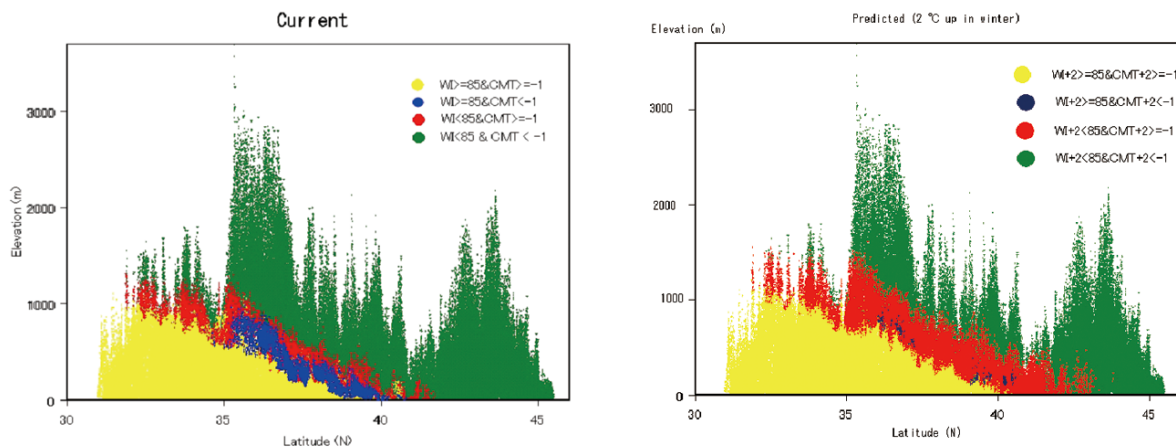 Current
WI>=85&CMT>=-1
WI>=85&CMT<-1
WI<85&CMT>=-1
WI<85 & CMT < -1
Elevation (m)
3000
2000
1000
0
30
35
40
45
Latitude (N)
Predicted (2 ℃ up in winter)
Elevation (m)
WI+2>=85&CMT+2>=-1
WI+2>=85&CMT+2<-1
WI+2<85&CMT+2>=-1
WI+2<85&CMT+2<-1
3000
2000
1000
0
30
35
40
45
Latitude (N)